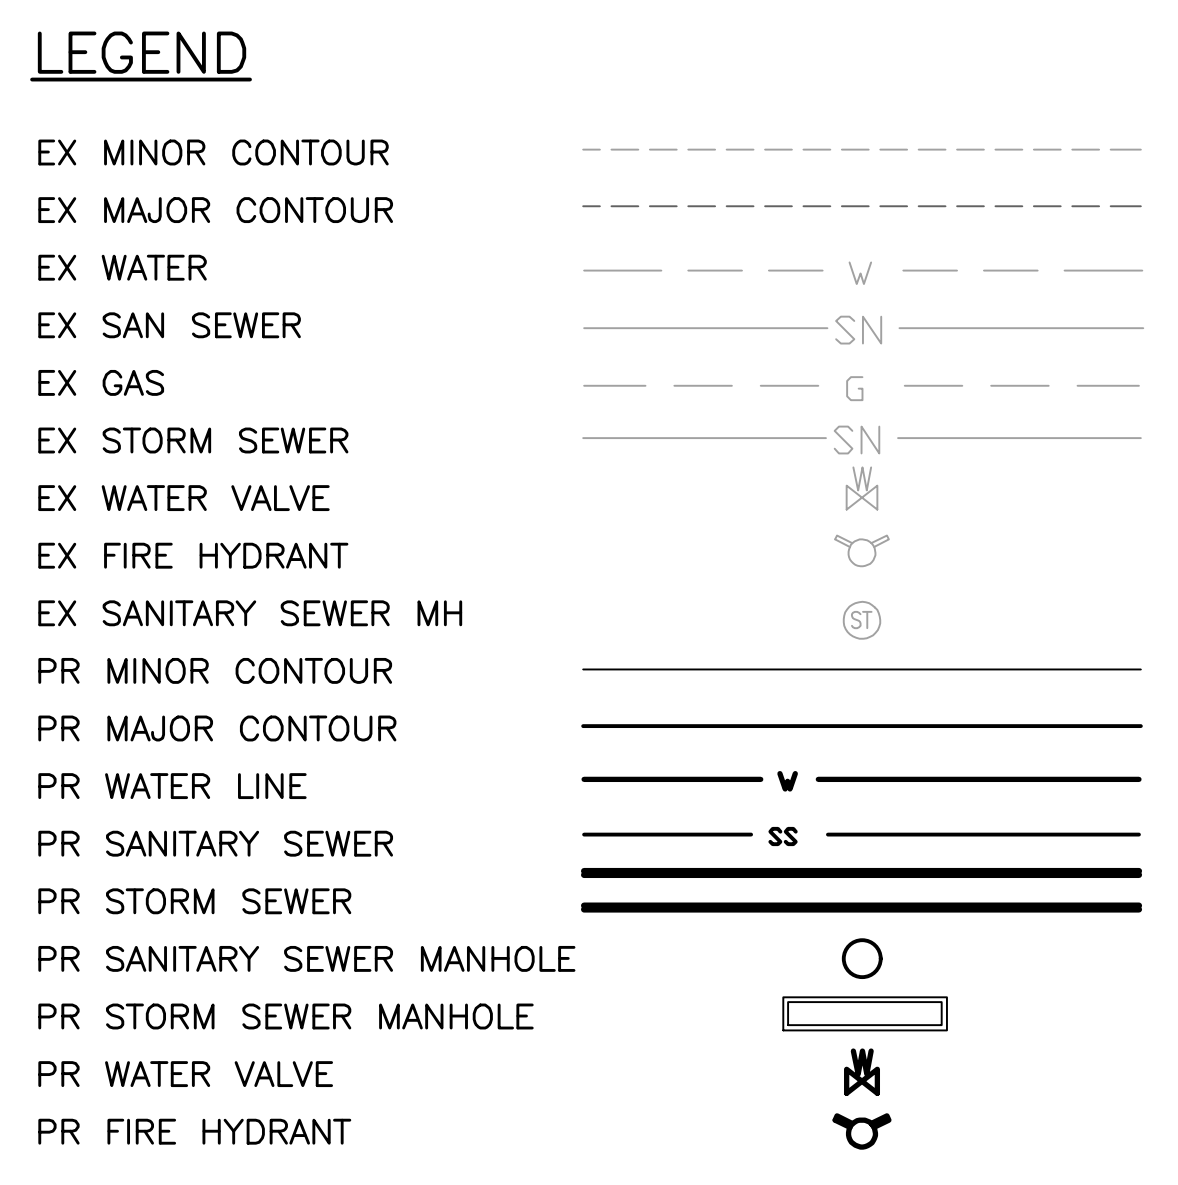 LEGEND
EX MINOR CONTOUR
EX MAJOR CONTOUR
EX WATER W
EX SAN SEWER SN
EX GAS G
EX STORM SEWER SN
EX WATER VALVE W
EX FIRE HYDRANT
EX SANITARY SEWER MH ST
PR MINOR CONTOUR
PR MAJOR CONTOUR
PR WATER LINE W
PR SANITARY SEWER SS
PR STORM SEWER
PR SANITARY SEWER MANHOLE
PR STORM SEWER MANHOLE
PR WATER VALVE W
PR FIRE HYDRANT